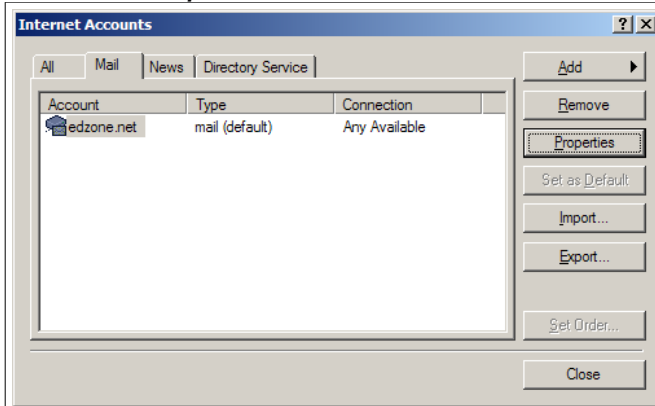 Internet Accounts
All Mail News Directory Service
Add
Account Type Connection
Remove
edzone.net mail (default) Any Available
Properties
Set as Default
Import...
Export...
Set Order...
Close